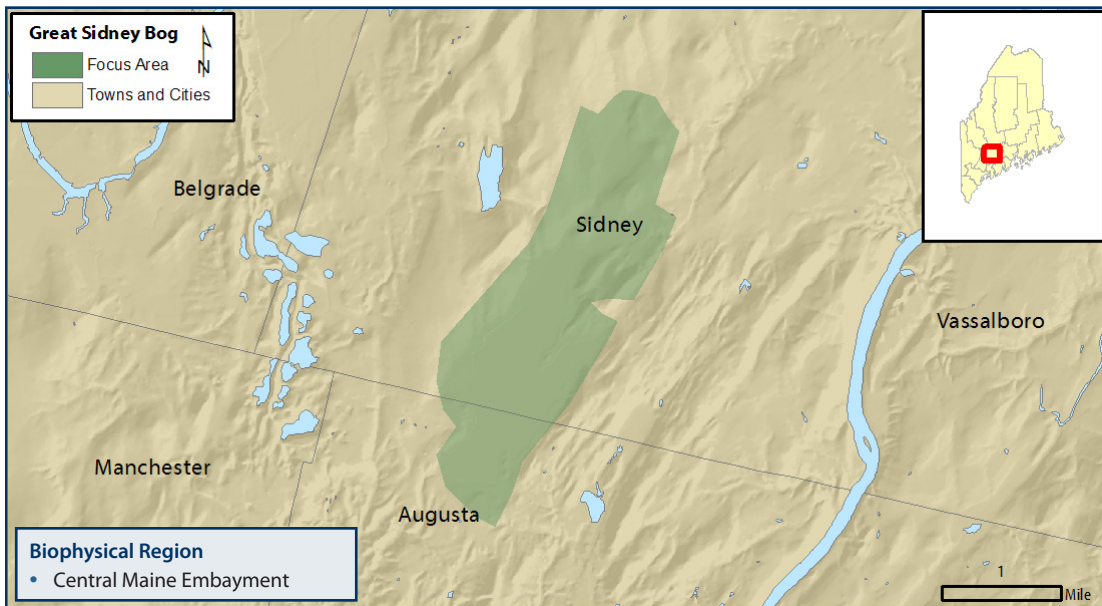 Great Sidney Bog
N
Focus Area
Towns and Cities
Belgrade
Sidney
Vassalboro
Manchester
Augusta
Biophysical Region
• Central Maine Embayment
1
Mile